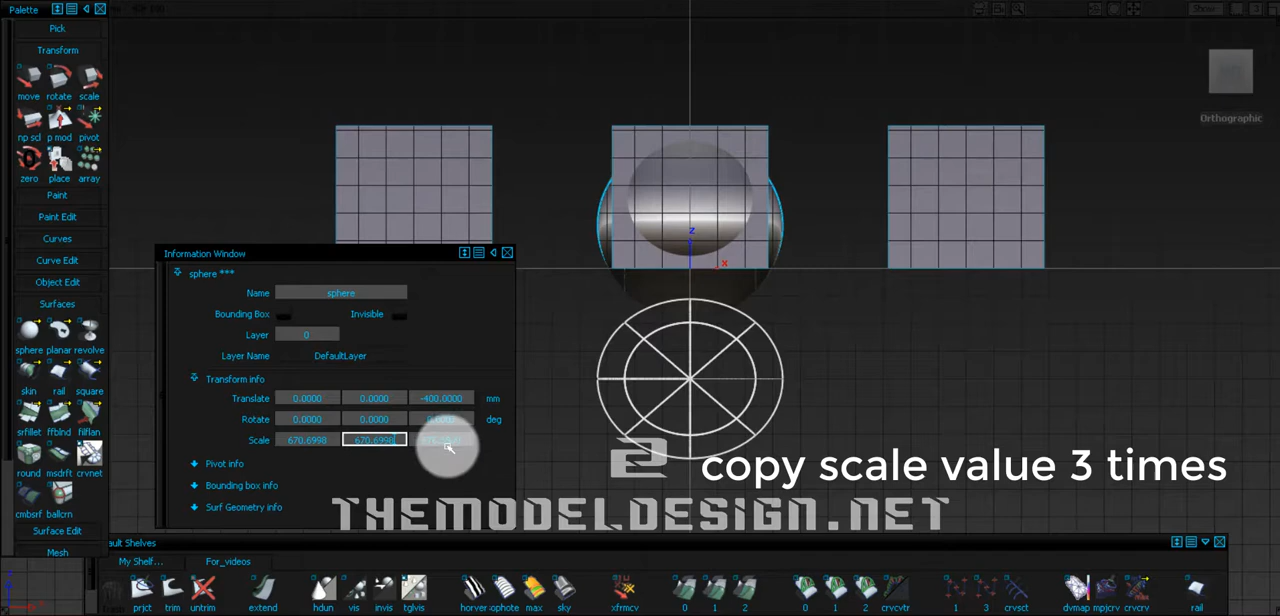 Palette
Pick
Transform
move rotate scale
np scl p mod pivot
zero place array
Paint
Paint Edit
Curves
Curve Edit
Object Edit
Surfaces
sphere planar revolve
skin rail square
srfillet ffblnd filflan
round msdrft crvnet
cmbsrf ballcrn
Surface Edit
Mesh
Show
Orthographic
z
x
Information Window
sphere ***
Name sphere
Bounding Box Invisible
Layer 0
Layer Name DefaultLayer
Transform info
Translate 0.0000 0.0000 -400.0000 mm
Rotate 0.0000 0.0000 deg
Scale 670.6998 670.6998
Pivot info
Bounding box info
Surf Geometry info
2 copy scale value 3 times
THEMODELDESIGN.NET
ault Shelves
My Shelf... For_videos
prjct trim untrim extend hdun vis invis tglvis horver xphote max sky xfrmcv 0 1 2 0 1 2 crvcvtr 1 3 crvsct dvmap mpjcrv crvcrv rail